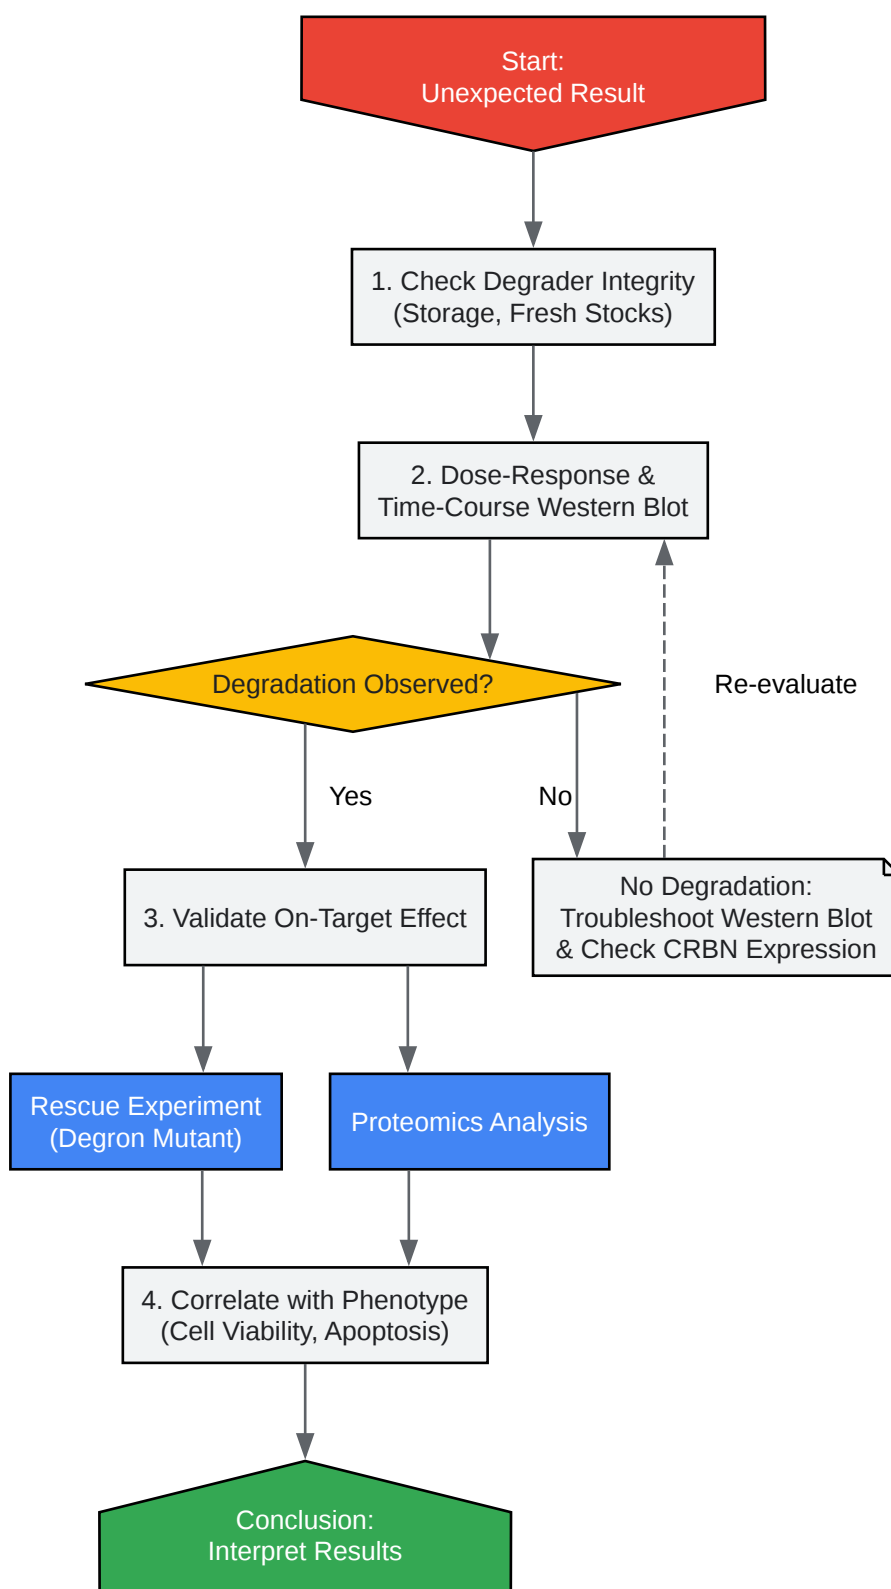 Start:
Unexpected Result
1. Check Degrader Integrity
(Storage, Fresh Stocks)
2. Dose-Response &
Time-Course Western Blot
Degradation Observed?
Re-evaluate
Yes
No
No Degradation:
Troubleshoot Western Blot
& Check CRBN Expression
3. Validate On-Target Effect
Rescue Experiment
(Degron Mutant)
Proteomics Analysis
4. Correlate with Phenotype
(Cell Viability, Apoptosis)
Conclusion:
Interpret Results